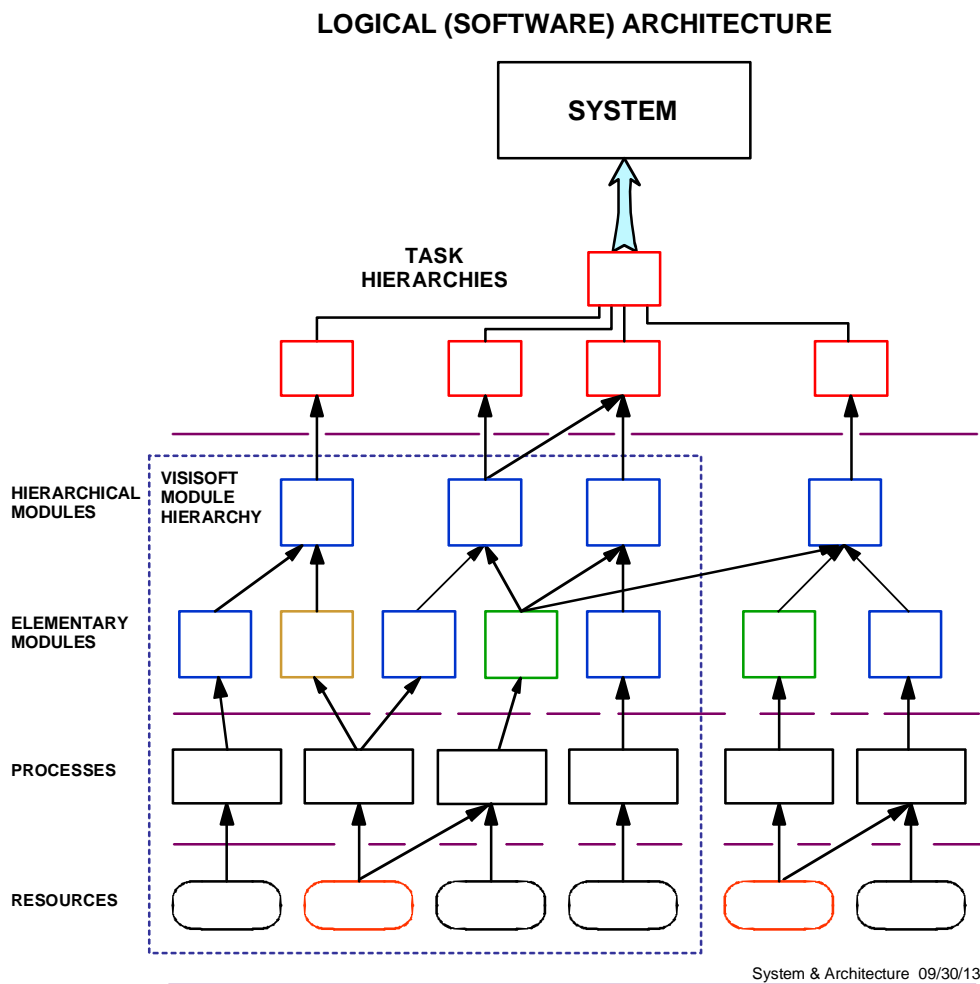 LOGICAL (SOFTWARE) ARCHITECTURE
SYSTEM
TASK
HIERARCHIES
HIERARCHICAL
MODULES
VISISOFT
MODULE
HIERARCHY
ELEMENTARY
MODULES
PROCESSES
RESOURCES
System & Architecture 09/30/13